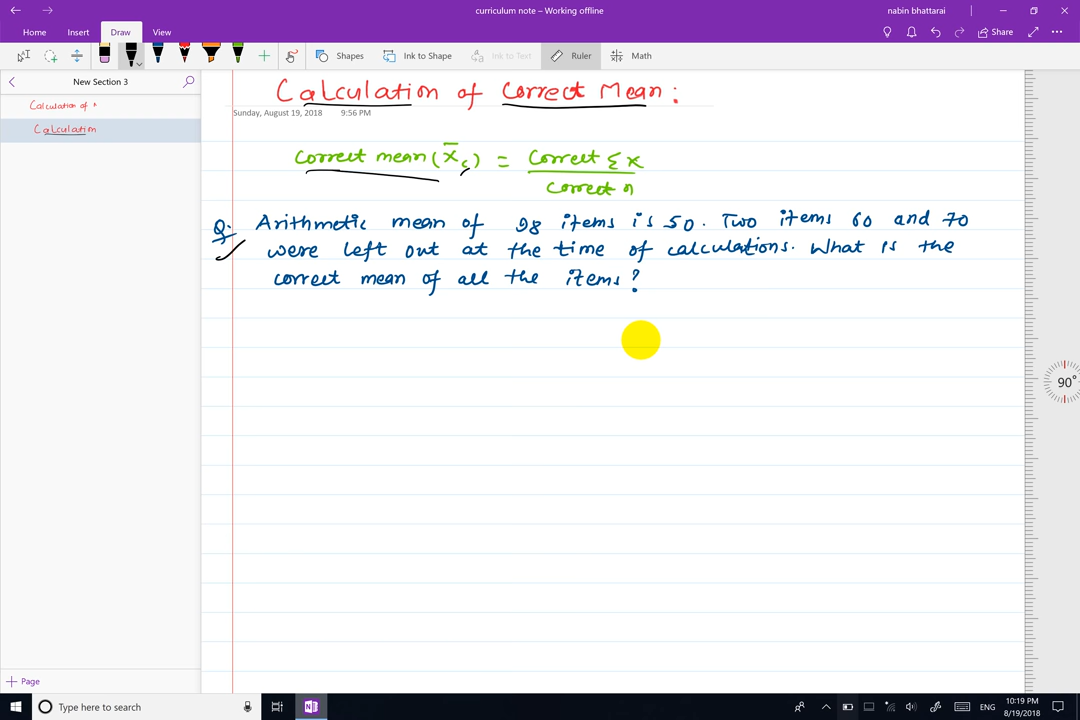 curriculum note – Working offline
nabin bhattarai
Home Insert Draw View
Share
Shapes Ink to Shape Ink to Text Ruler Math
New Section 3
Calculation of
Calculation
Calculation of Correct Mean :
Sunday, August 19, 2018 9:56 PM
Correct mean (x̄c) = Correct Σx
Correct n
Q. Arithmetic mean of 98 items is 50. Two items 60 and 70
were left out at the time of calculations. What is the
correct mean of all the items?
90°
+ Page
Type here to search
ENG
10:19 PM
8/19/2018